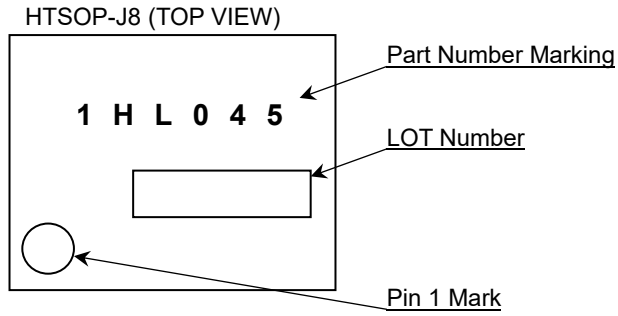 HTSOP-J8 (TOP VIEW)
Part Number Marking
1 H L 0 4 5
LOT Number
Pin 1 Mark